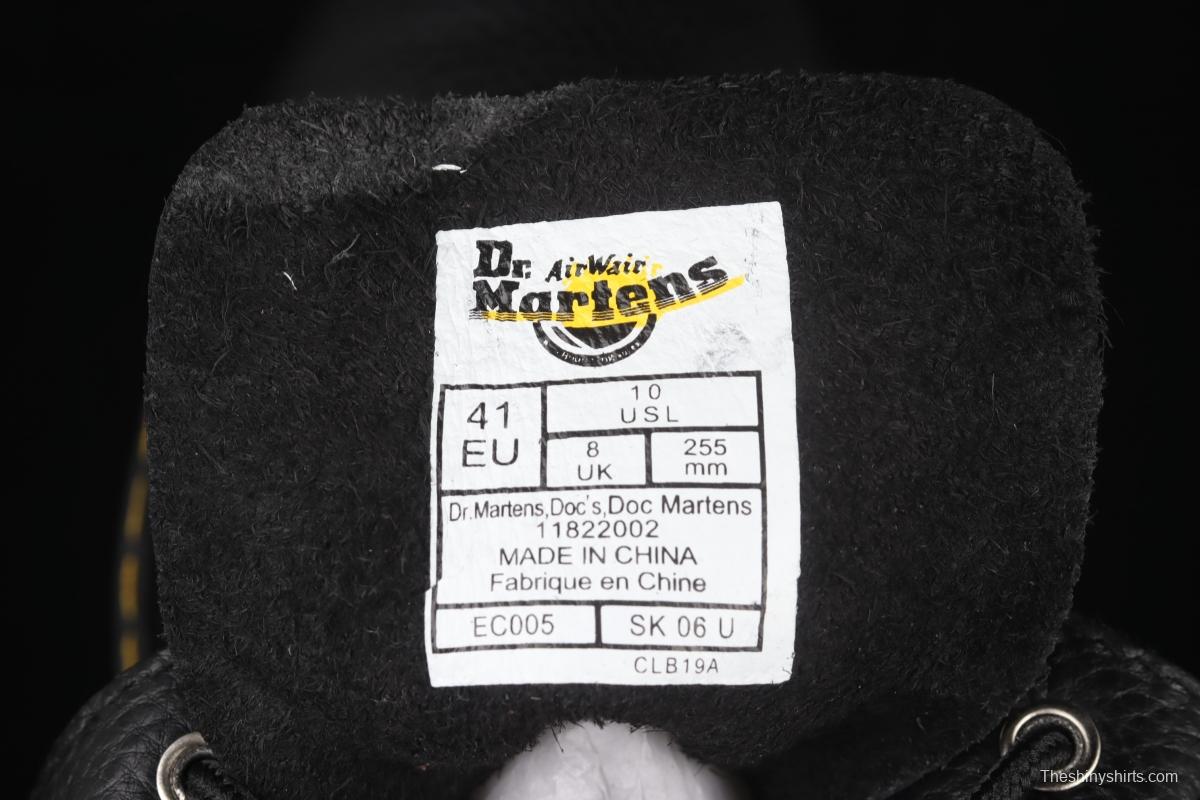 Dr. AirWair
Martens
41
EU
10
USL
8
UK
255
mm
Dr.Martens,Doc's,Doc Martens
11822002
MADE IN CHINA
Fabrique en Chine
EC005
SK 06 U
CLB19A
Theshinyshirts.com